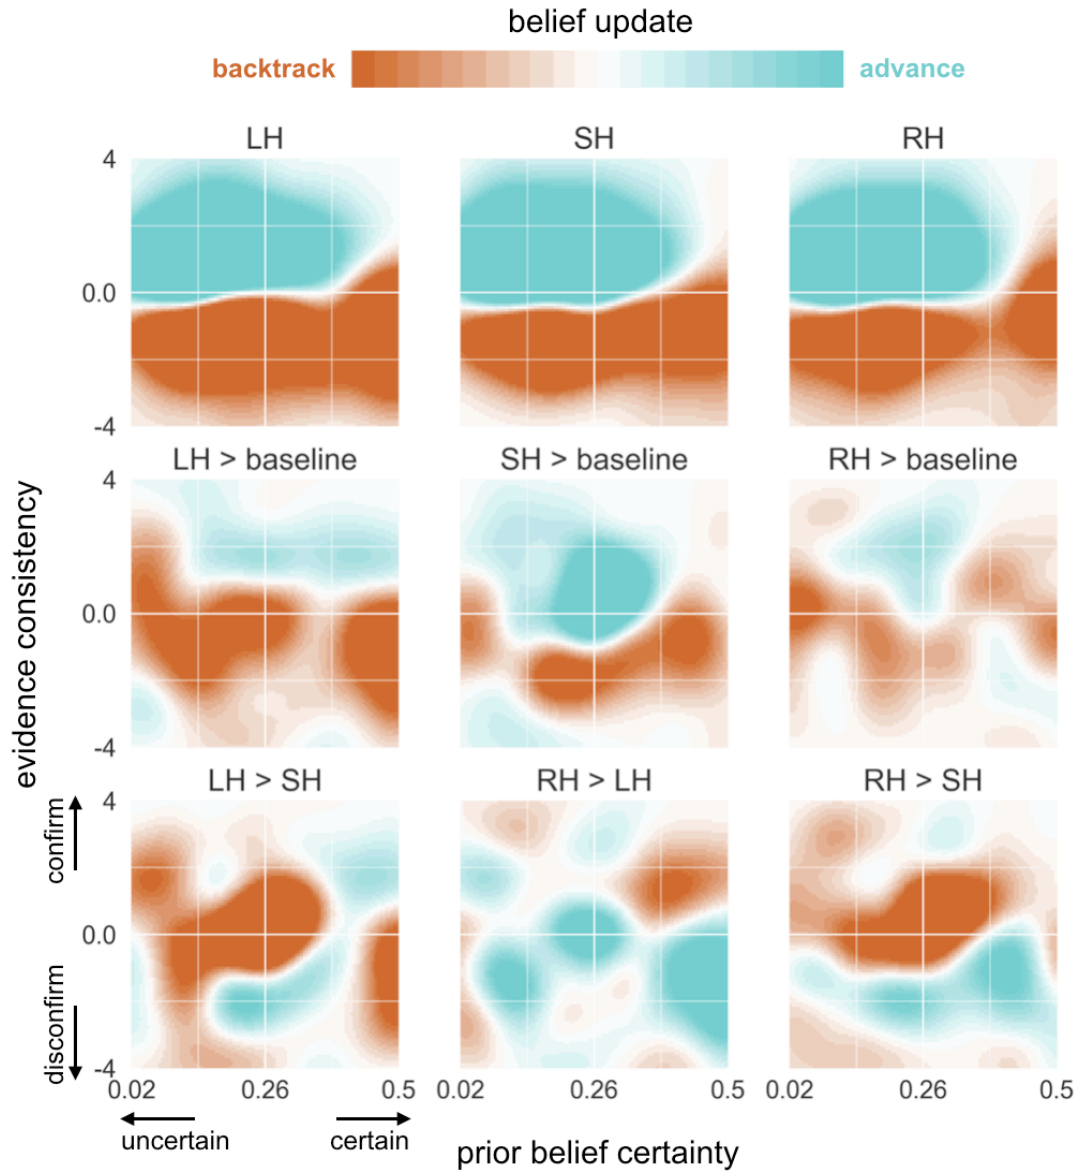 belief update
backtrack advance
LH SH RH
4
0.0
-4
LH > baseline SH > baseline RH > baseline
4
0.0
-4
LH > SH RH > LH RH > SH
4
0.0
-4
evidence consistency
confirm
disconfirm
0.02 0.26 0.5 0.02 0.26 0.5 0.02 0.26 0.5
uncertain certain
prior belief certainty